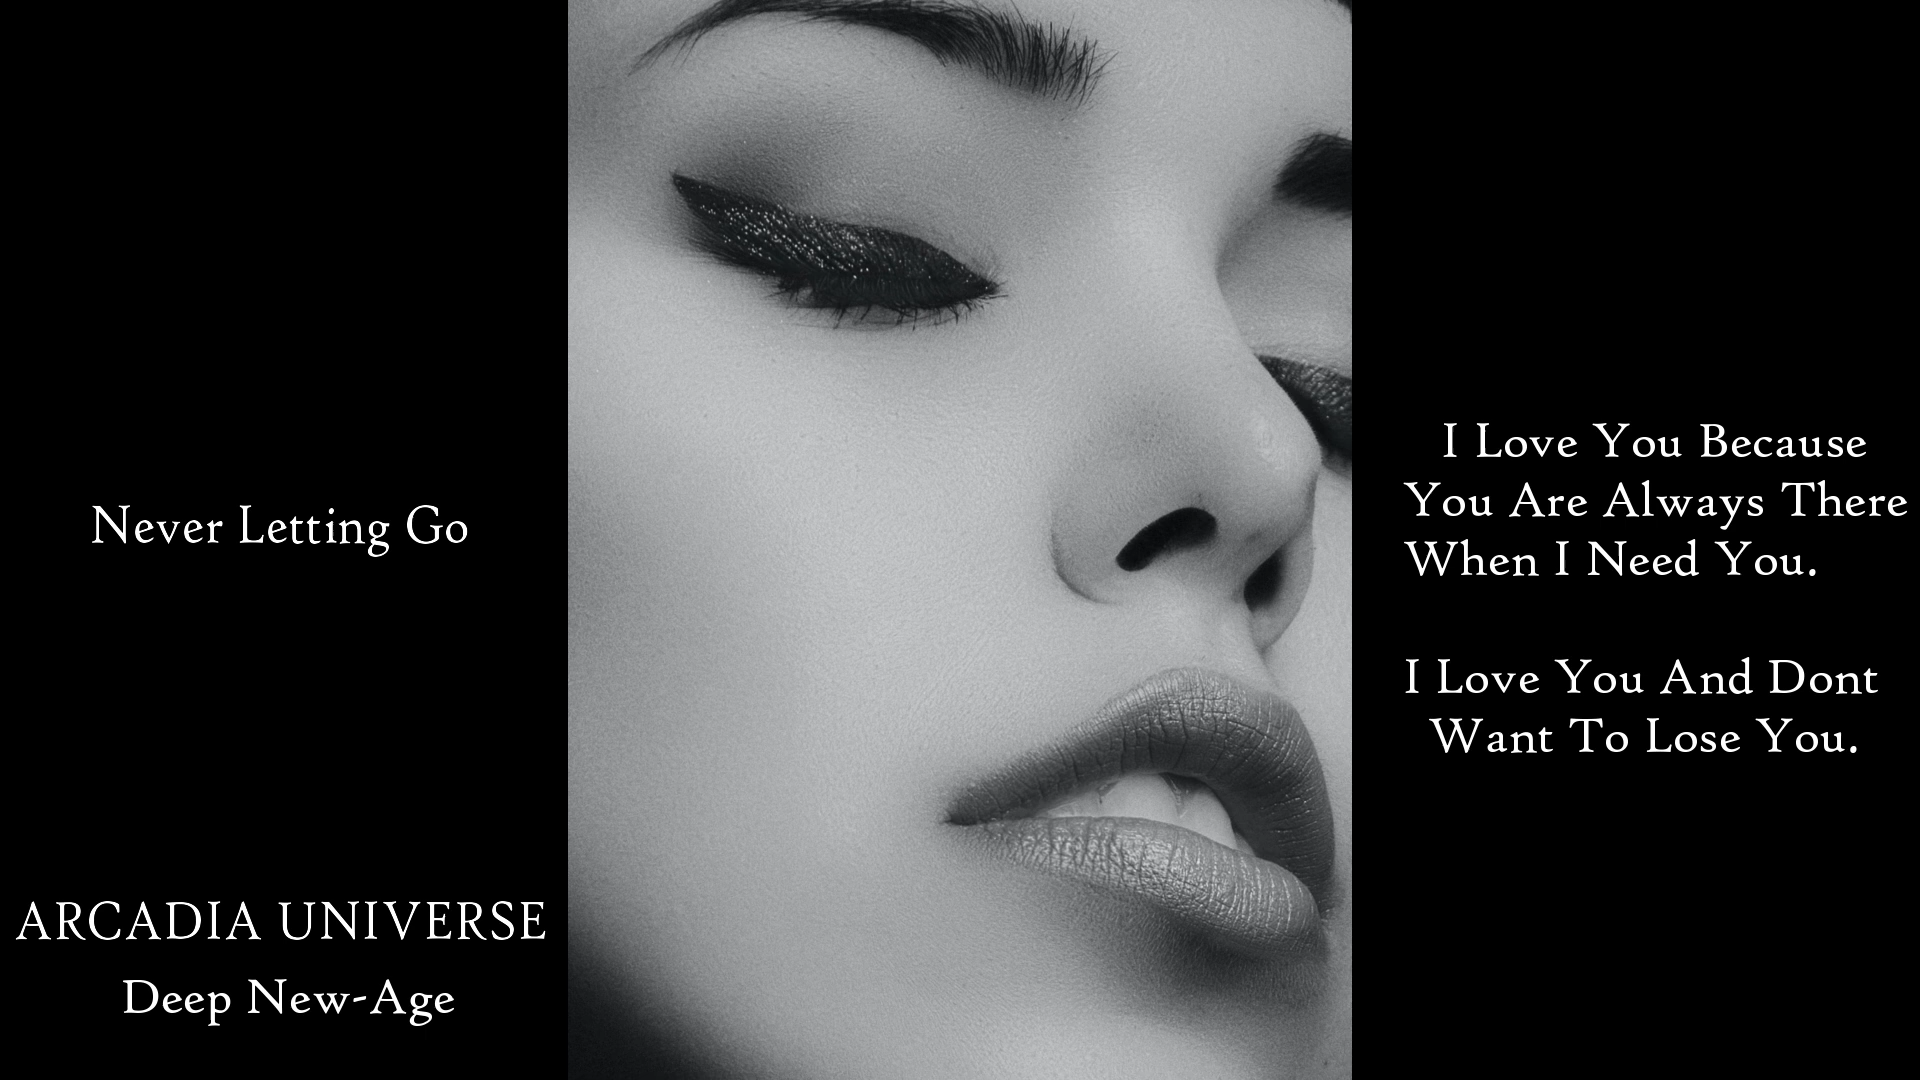 Never Letting Go
ARCADIA UNIVERSE
Deep New-Age
I Love You Because
You Are Always There
When I Need You.
I Love You And Dont
Want To Lose You.